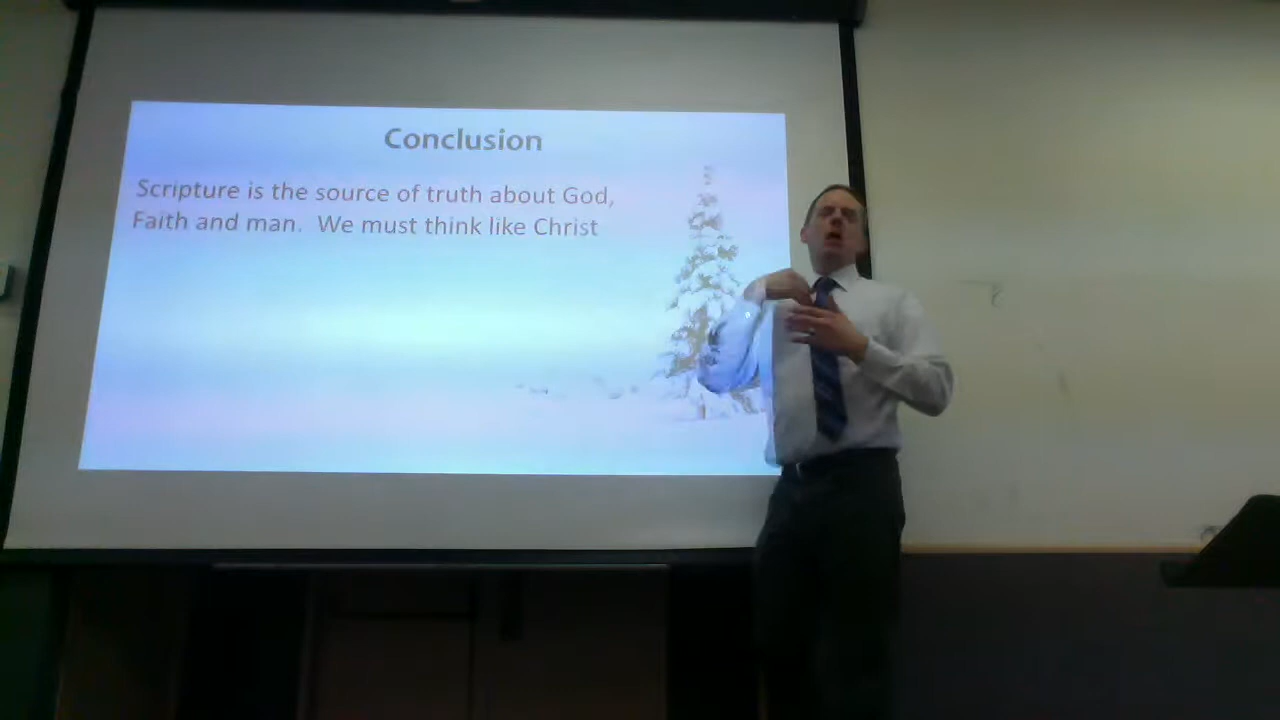 Conclusion
Scripture is the source of truth about God,
Faith and man.  We must think like Christ